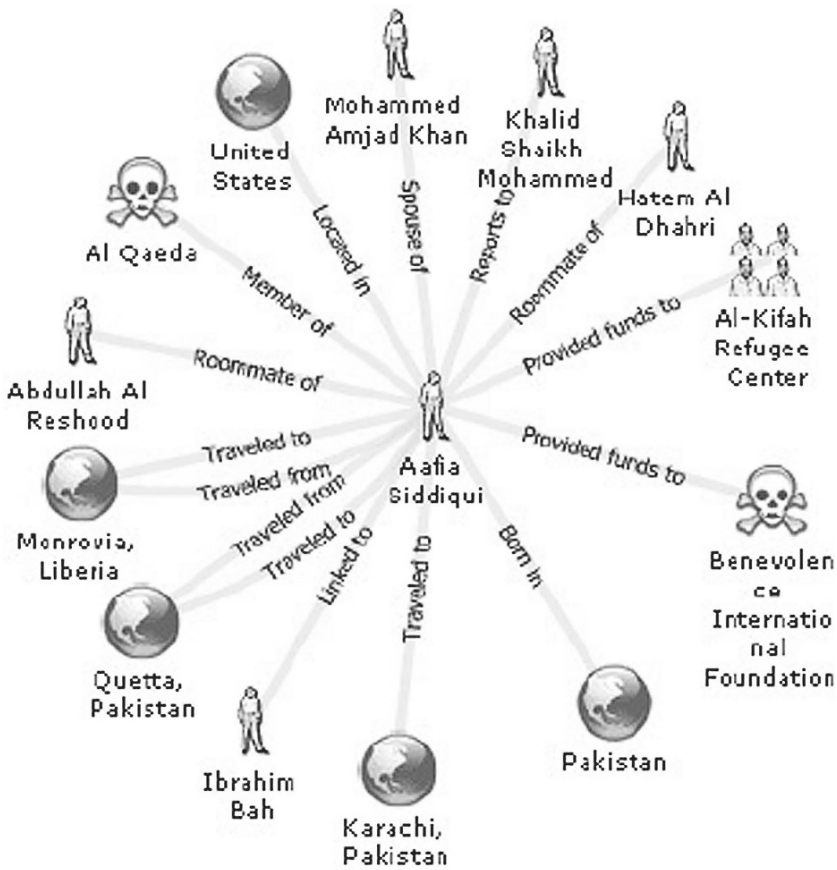 Mohammed
Amjad Khan
Khalid
Shaikh
Mohammed
United
States
Hatem Al
Dhahri
Al Qaeda
Al-Kifah
Refugee
Center
Abdullah Al
Reshood
Located in
Spouse of
Reports to
Roommate of
Member of
Provided funds to
Roommate of
Aafia
Siddiqui
Traveled to
Traveled from
Traveled from
Traveled to
Linked to
Traveled to
Born in
Provided funds to
Monrovia,
Liberia
Benevolen
ce
Internatio
nal
Foundation
Quetta,
Pakistan
Ibrahim
Bah
Karachi,
Pakistan
Pakistan